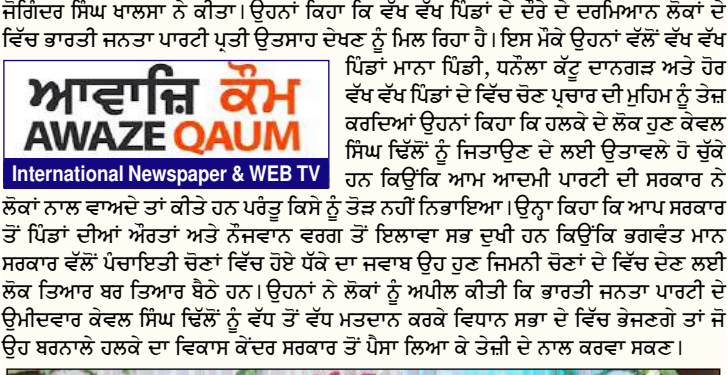 ਜੋਗਿੰਦਰ ਸਿੰਘ ਖਾਲਸਾ ਨੇ ਕੀਤਾ। ਉਹਨਾਂ ਕਿਹਾ ਕਿ ਵੱਖ ਵੱਖ ਪਿੰਡਾਂ ਦੇ ਦੌਰੇ ਦੇ ਦਰਮਿਆਨ ਲੋਕਾਂ ਦੇ
ਵਿੱਚ ਭਾਰਤੀ ਜਨਤਾ ਪਾਰਟੀ ਪ੍ਰਤੀ ਉਤਸਾਹ ਦੇਖਣ ਨੂੰ ਮਿਲ ਰਿਹਾ ਹੈ। ਇਸ ਮੌਕੇ ਉਹਨਾਂ ਵੱਲੋਂ ਵੱਖ ਵੱਖ
ਪਿੰਡਾਂ ਮਾਨਾ ਪਿੰਡੀ, ਧਨੌਲਾ ਕੱਟੂ ਦਾਨਗੜ ਅਤੇ ਹੋਰ
ਵੱਖ ਵੱਖ ਪਿੰਡਾਂ ਦੇ ਵਿੱਚ ਚੋਣ ਪ੍ਰਚਾਰ ਦੀ ਮੁਹਿਮ ਨੂੰ ਤੇਜ਼
ਕਰਦਿਆਂ ਉਹਨਾਂ ਕਿਹਾ ਕਿ ਹਲਕੇ ਦੇ ਲੋਕ ਹੁਣ ਕੇਵਲ
ਸਿੰਘ ਢਿੱਲੋਂ ਨੂੰ ਜਿਤਾਉਣ ਦੇ ਲਈ ਉਤਾਵਲੇ ਹੋ ਚੁੱਕੇ
ਹਨ ਕਿਉਂਕਿ ਆਮ ਆਦਮੀ ਪਾਰਟੀ ਦੀ ਸਰਕਾਰ ਨੇ
ਆਵਾਜ਼ਿ ਕੌਮ
AWAZE QAUM
International Newspaper & WEB TV
ਲੋਕਾਂ ਨਾਲ ਵਾਅਦੇ ਤਾਂ ਕੀਤੇ ਹਨ ਪਰੰਤੂ ਕਿਸੇ ਨੂੰ ਤੋੜ ਨਹੀਂ ਨਿਭਾਇਆ। ਉਨ੍ਹਾ ਕਿਹਾ ਕਿ ਆਪ ਸਰਕਾਰ
ਤੋਂ ਪਿੰਡਾਂ ਦੀਆਂ ਔਰਤਾਂ ਅਤੇ ਨੌਜਵਾਨ ਵਰਗ ਤੋਂ ਇਲਾਵਾ ਸਭ ਦੁਖੀ ਹਨ ਕਿਉਂਕਿ ਭਗਵੰਤ ਮਾਨ
ਸਰਕਾਰ ਵੱਲੋਂ ਪੰਚਾਇਤੀ ਚੋਣਾਂ ਵਿੱਚ ਹੋਏ ਧੱਕੇ ਦਾ ਜਵਾਬ ਉਹ ਹੁਣ ਜਿਮਨੀ ਚੋਣਾਂ ਦੇ ਵਿੱਚ ਦੇਣ ਲਈ
ਲੋਕ ਤਿਆਰ ਬਰ ਤਿਆਰ ਬੈਠੇ ਹਨ। ਉਹਨਾਂ ਨੇ ਲੋਕਾਂ ਨੂੰ ਅਪੀਲ ਕੀਤੀ ਕਿ ਭਾਰਤੀ ਜਨਤਾ ਪਾਰਟੀ ਦੇ
ਉਮੀਦਵਾਰ ਕੇਵਲ ਸਿੰਘ ਢਿੱਲੋਂ ਨੂੰ ਵੱਧ ਤੋਂ ਵੱਧ ਮਤਦਾਨ ਕਰਕੇ ਵਿਧਾਨ ਸਭਾ ਦੇ ਵਿੱਚ ਭੇਜਣਗੇ ਤਾਂ ਜੋ
ਉਹ ਬਰਨਾਲੇ ਹਲਕੇ ਦਾ ਵਿਕਾਸ ਕੇਂਦਰ ਸਰਕਾਰ ਤੋਂ ਪੈਸਾ ਲਿਆ ਕੇ ਤੇਜ਼ੀ ਦੇ ਨਾਲ ਕਰਵਾ ਸਕਣ।